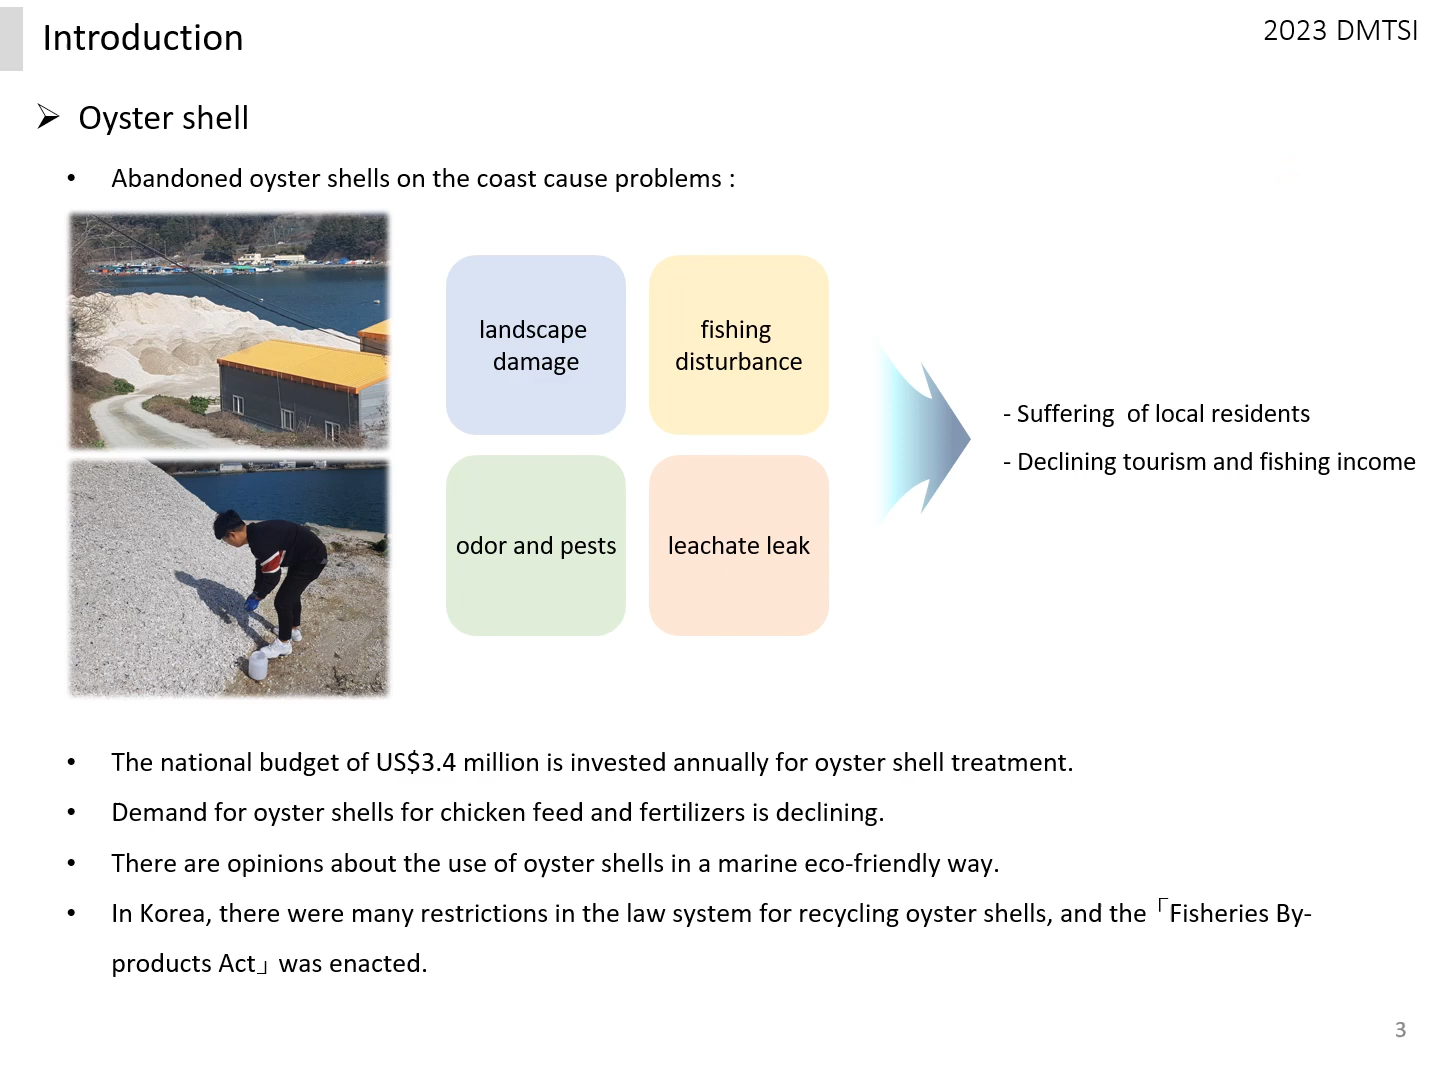 Introduction
2023 DMTSI
➢ Oyster shell
• Abandoned oyster shells on the coast cause problems :
landscape
damage
fishing
disturbance
odor and pests
leachate leak
- Suffering  of local residents
- Declining tourism and fishing income
• The national budget of US$3.4 million is invested annually for oyster shell treatment.
• Demand for oyster shells for chicken feed and fertilizers is declining.
• There are opinions about the use of oyster shells in a marine eco-friendly way.
• In Korea, there were many restrictions in the law system for recycling oyster shells, and the「Fisheries By-
products Act」was enacted.
3